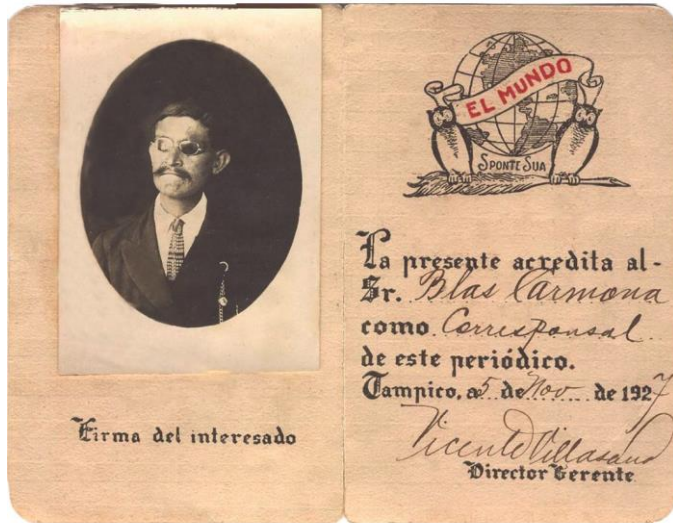 Firma del interesado
EL MUNDO
SPONTE SUA
La presente acredita al-
Sr. Blas Carmona
como Corresponsal
de este periódico.
Tampico, a 5 de Nov de 1927
Vicente Villasana
Director Gerente